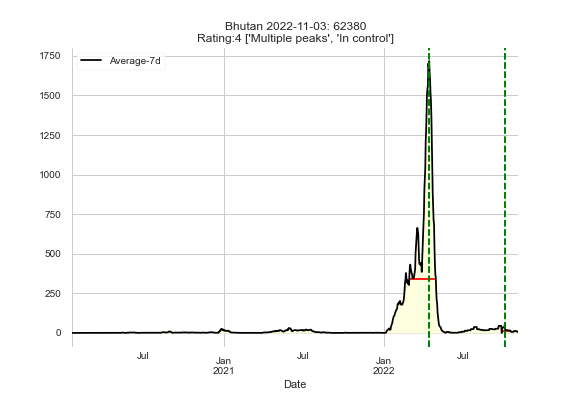 Bhutan 2022-11-03: 62380
Rating:4 ['Multiple peaks', 'In control']
Average-7d
1750
1500
1250
1000
750
500
250
0
Jul
Jan
2021
Jul
Jan
2022
Jul
Date